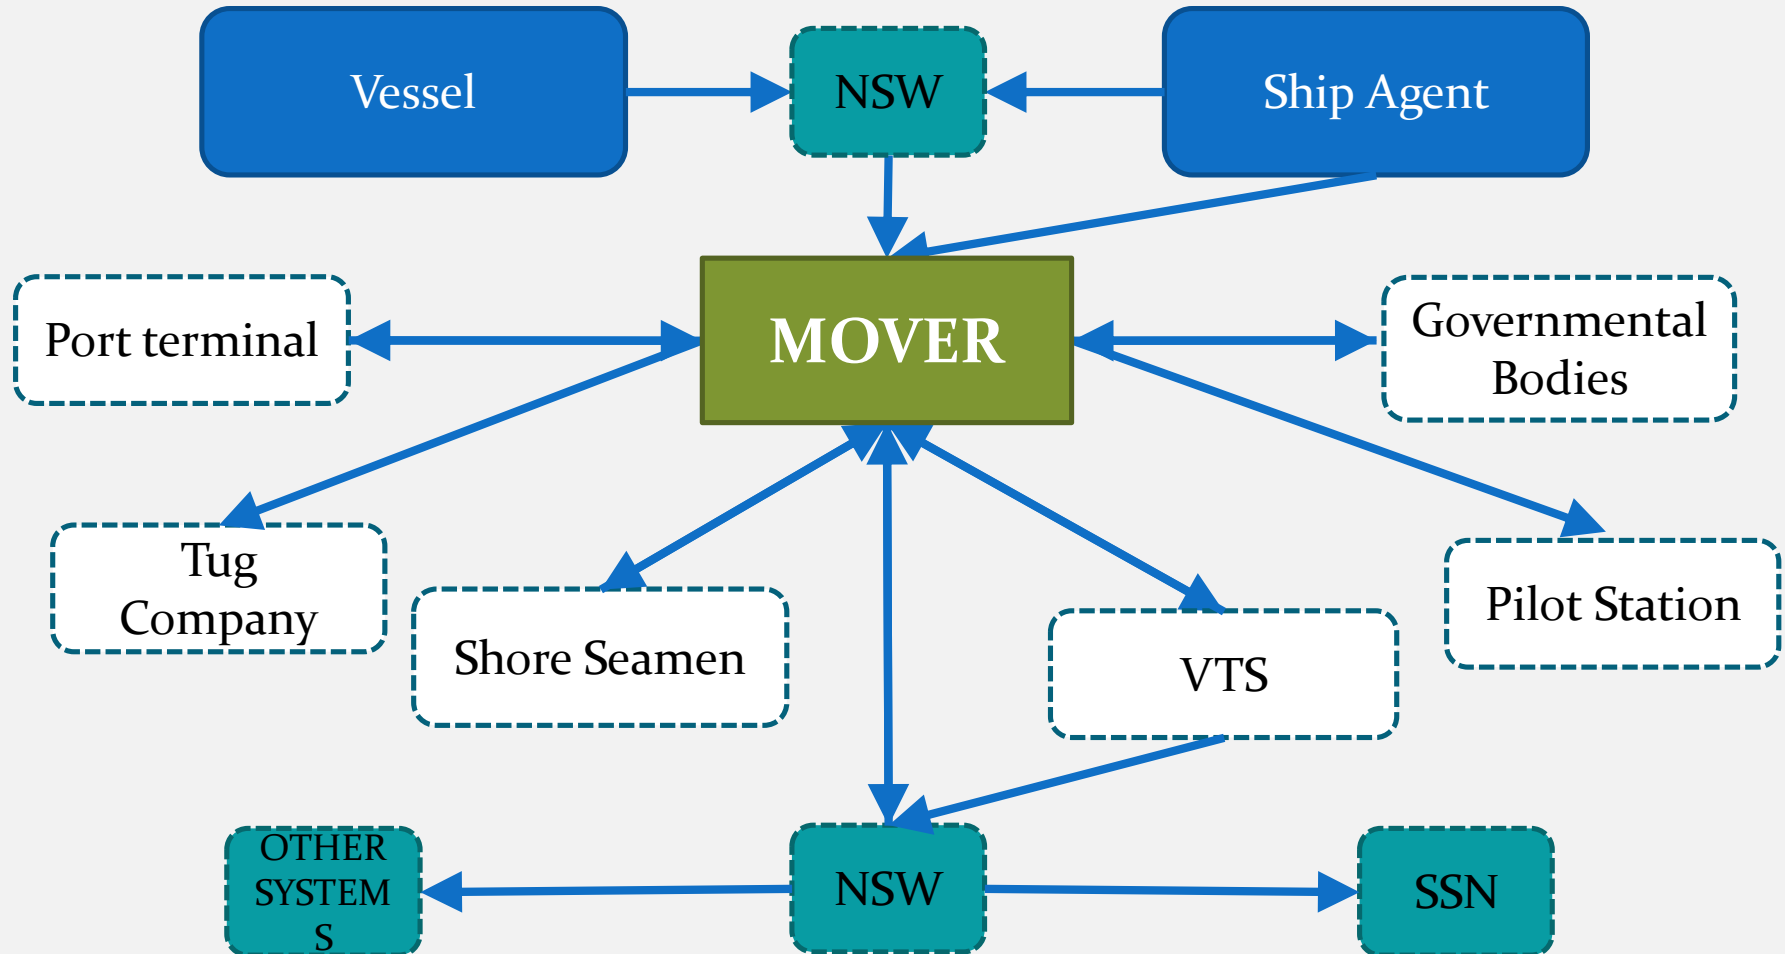 Vessel
NSW
Ship Agent
MOVER
Port terminal
Governmental
Bodies
Tug
Company
Shore Seamen
VTS
Pilot Station
OTHER
SYSTEM
S
NSW
SSN